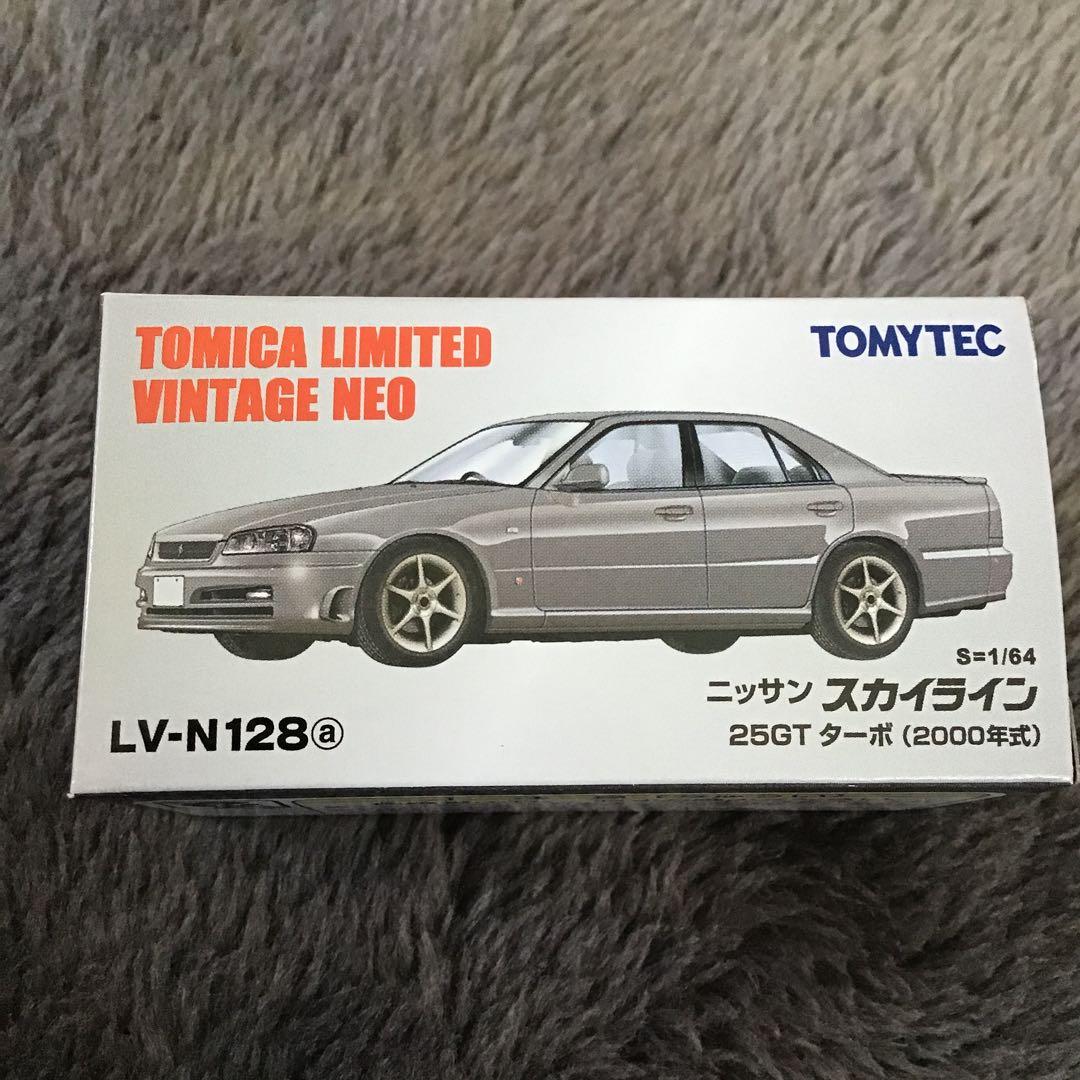 TOMICA LIMITED
VINTAGE NEO
TOMYTEC
S=1/64
ニッサン スカイライン
25GT ターボ (2000年式)
LV-N128ⓐ